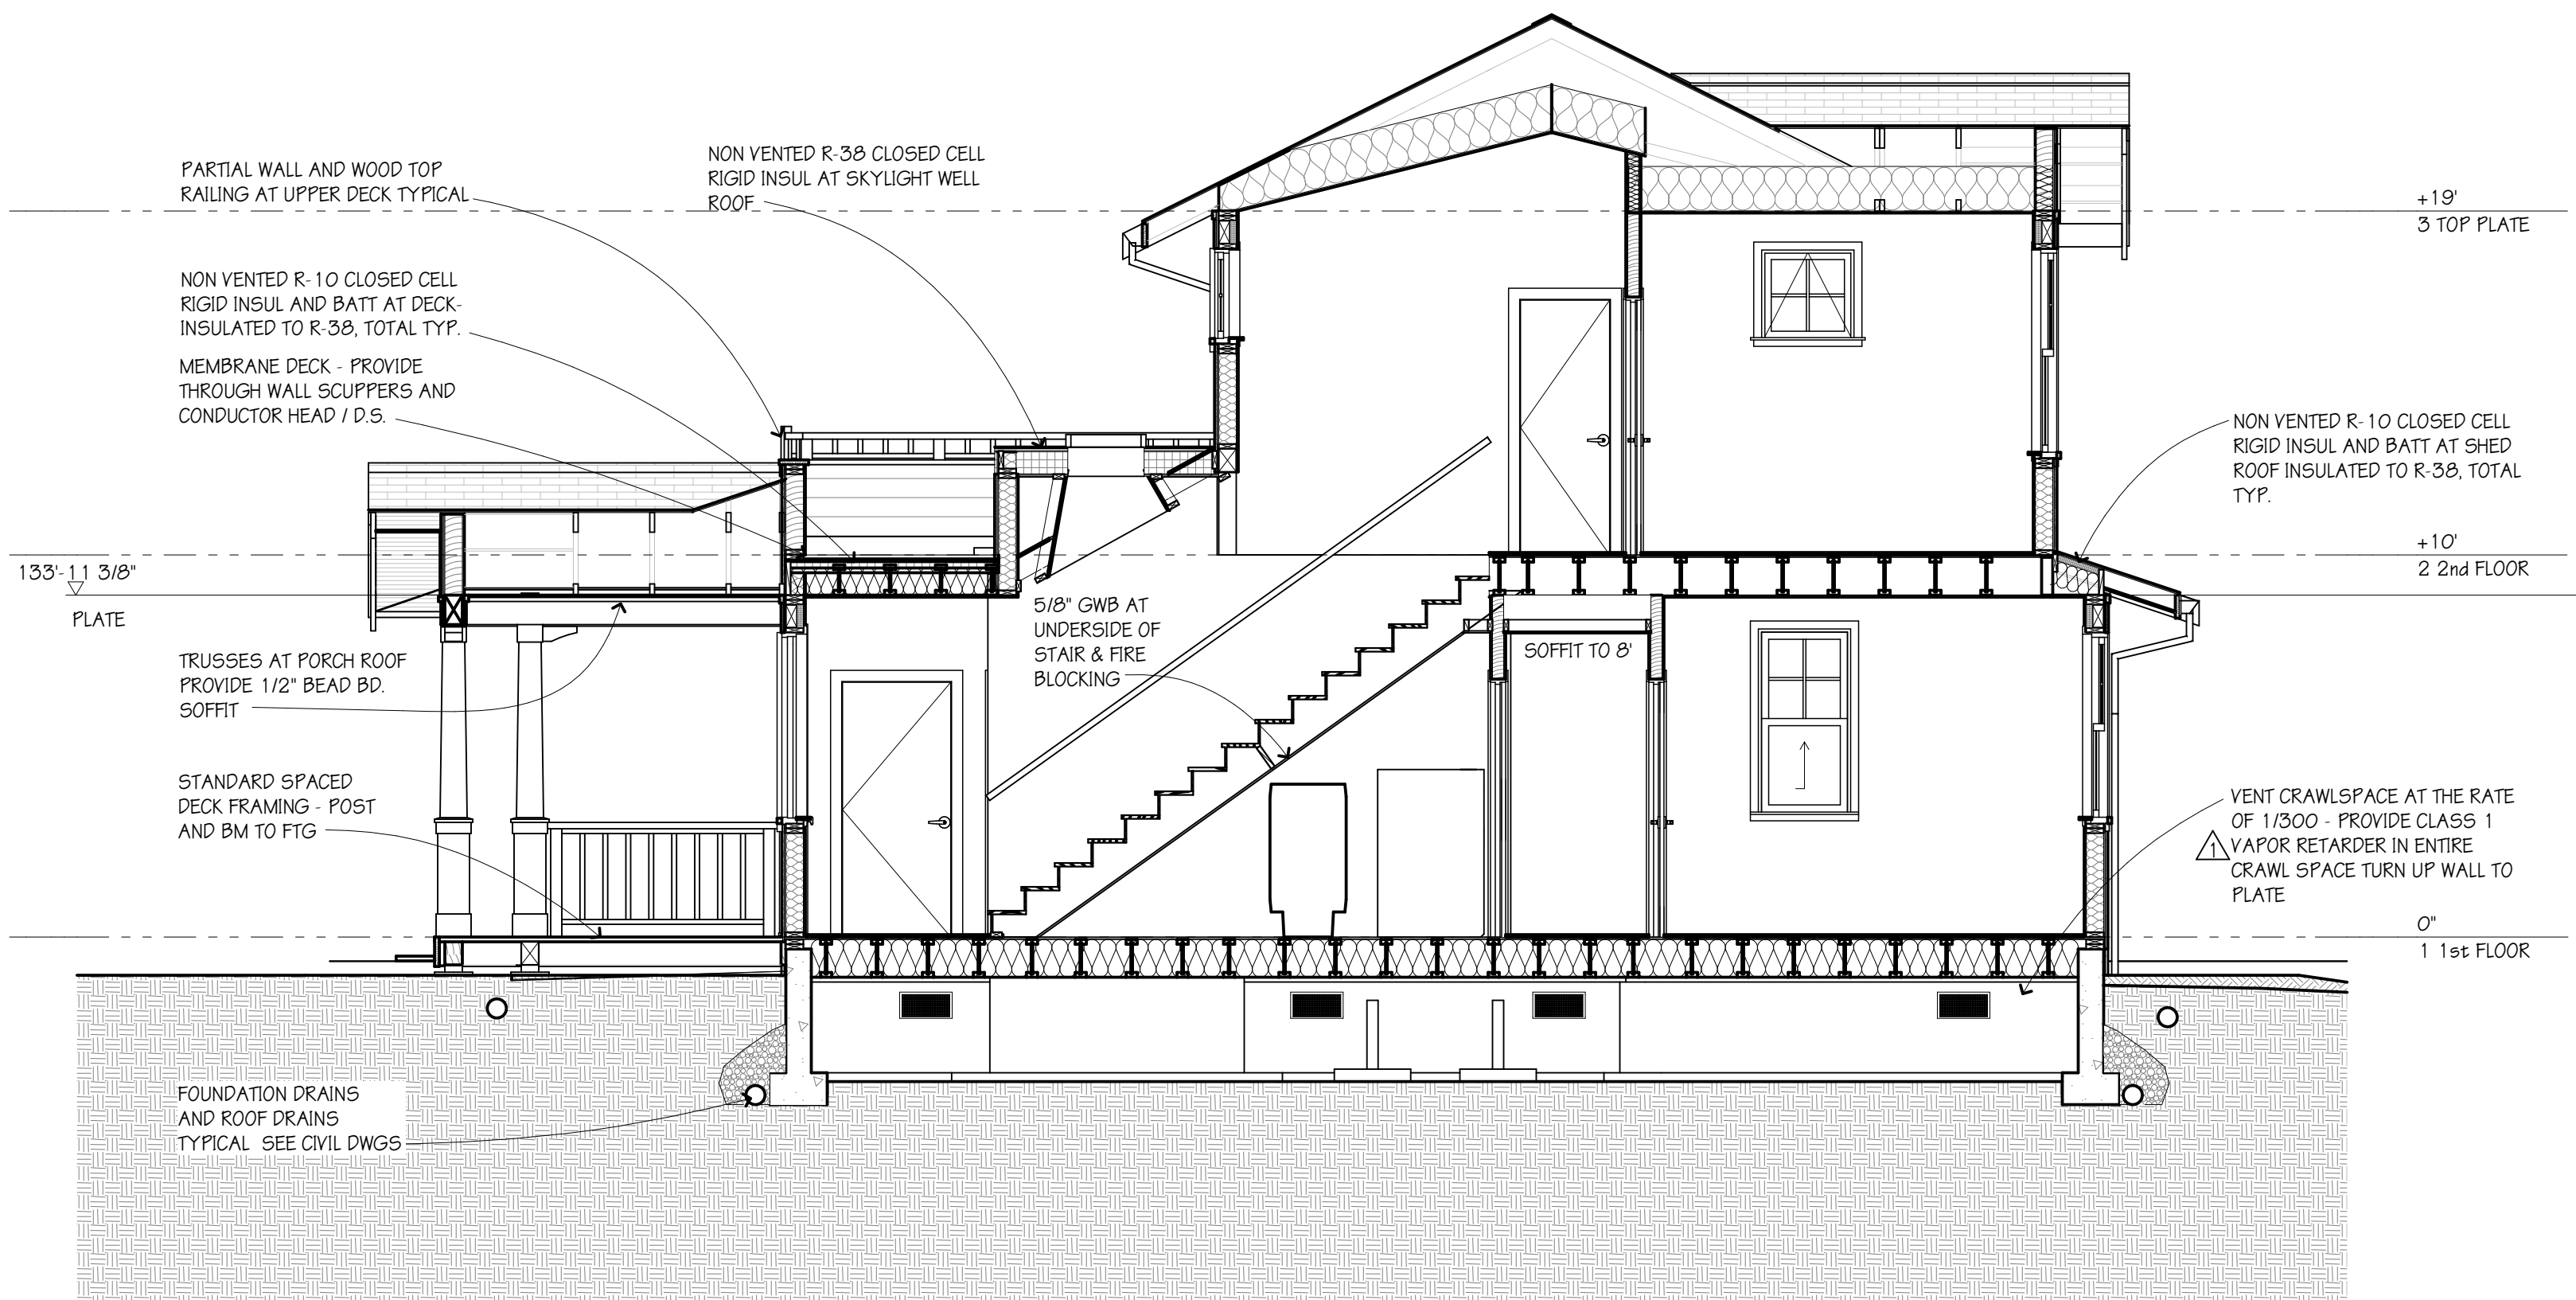 PARTIAL WALL AND WOOD TOP
RAILING AT UPPER DECK TYPICAL
NON VENTED R-38 CLOSED CELL
RIGID INSUL AT SKYLIGHT WELL
ROOF
+19'
3 TOP PLATE
NON VENTED R-10 CLOSED CELL
RIGID INSUL AND BATT AT DECK-
INSULATED TO R-38, TOTAL TYP.
MEMBRANE DECK - PROVIDE
THROUGH WALL SCUPPERS AND
CONDUCTOR HEAD / D.S.
NON VENTED R-10 CLOSED CELL
RIGID INSUL AND BATT AT SHED
ROOF INSULATED TO R-38, TOTAL
TYP.
+10'
2 2nd FLOOR
133'-11 3/8"
PLATE
5/8" GWB AT
UNDERSIDE OF
STAIR & FIRE
BLOCKING
SOFFIT TO 8'
TRUSSES AT PORCH ROOF
PROVIDE 1/2" BEAD BD.
SOFFIT
STANDARD SPACED
DECK FRAMING - POST
AND BM TO FTG
VENT CRAWLSPACE AT THE RATE
OF 1/300 - PROVIDE CLASS 1
VAPOR RETARDER IN ENTIRE
CRAWL SPACE TURN UP WALL TO
PLATE
1
0"
1 1st FLOOR
FOUNDATION DRAINS
AND ROOF DRAINS
TYPICAL SEE CIVIL DWGS